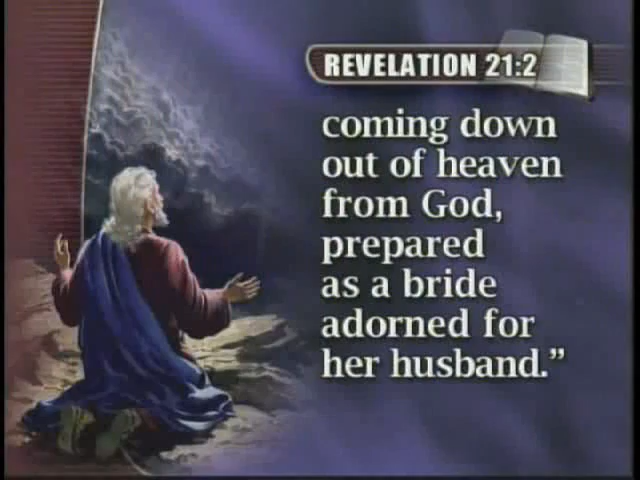 REVELATION 21:2
coming down
out of heaven
from God,
prepared
as a bride
adorned for
her husband.”